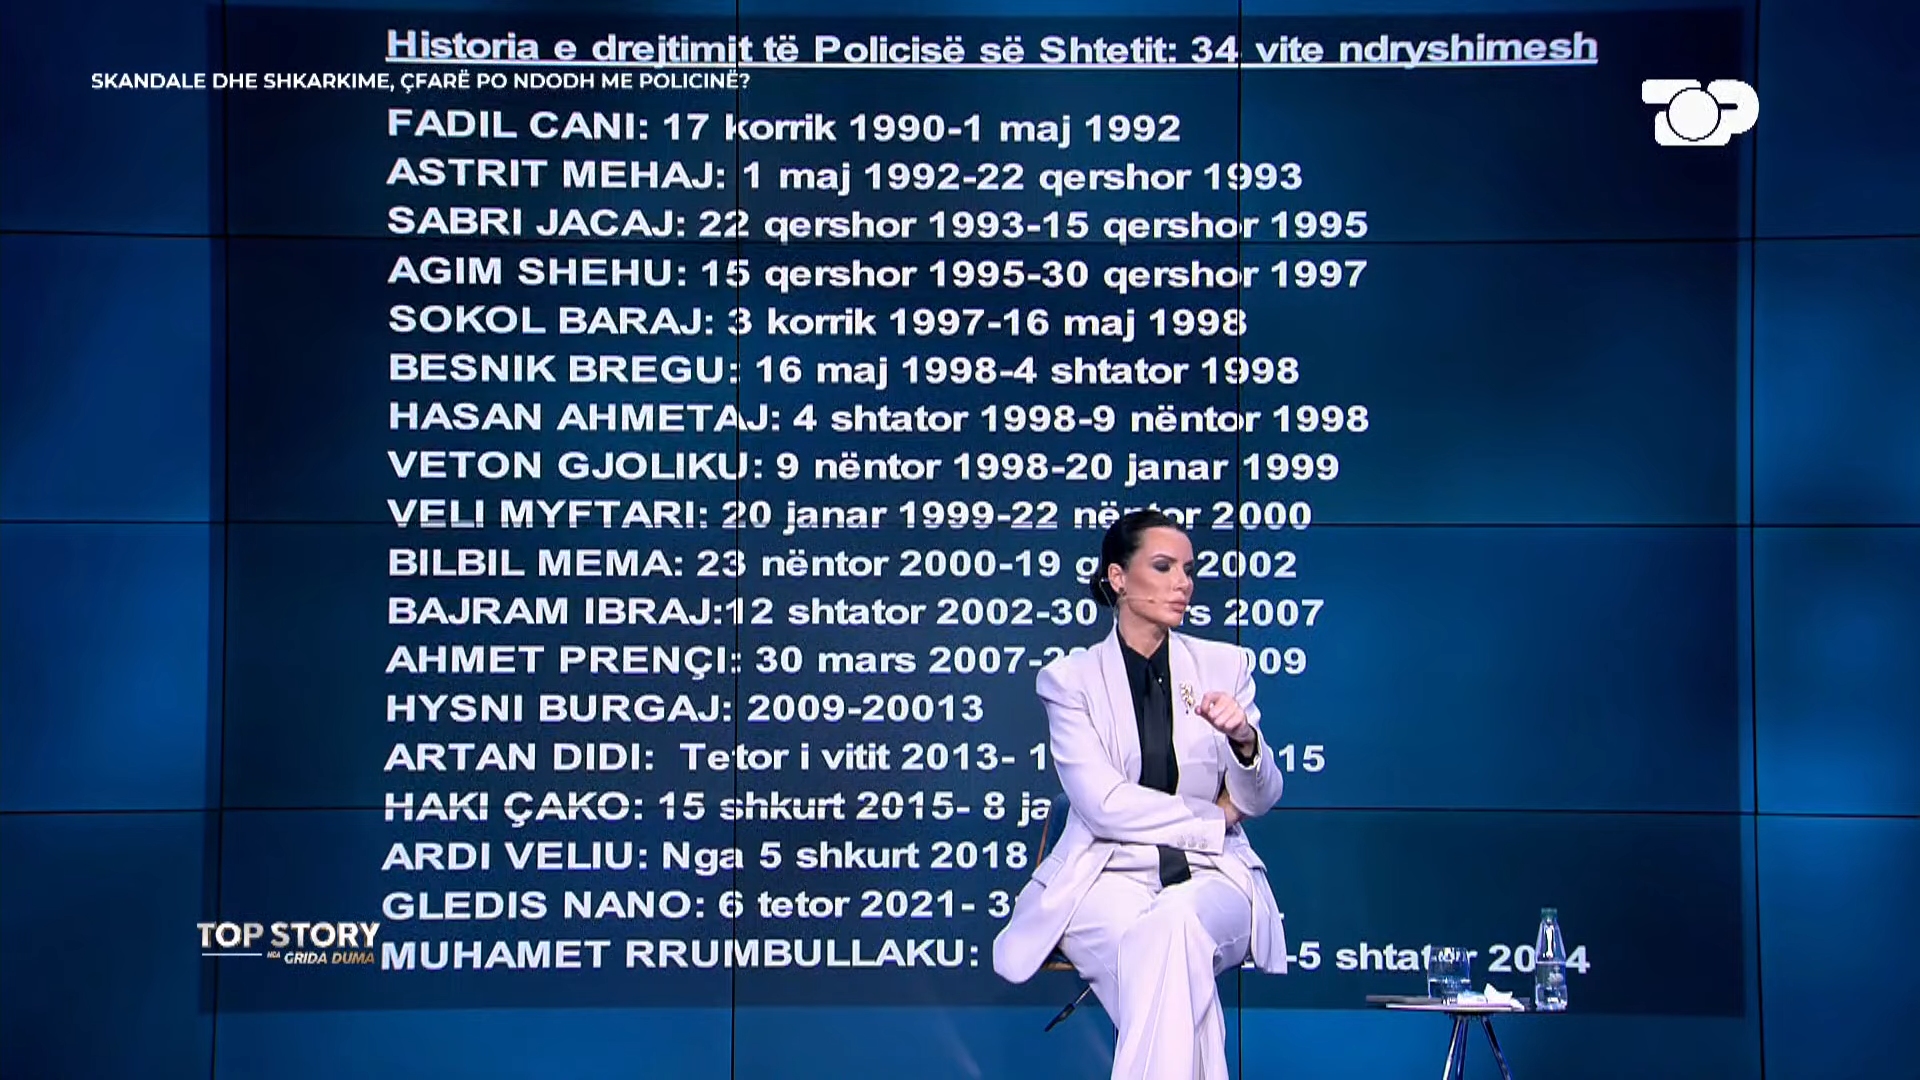 Historia e drejtimit të Policisë së Shtetit: 34 vite ndryshimesh
SKANDALE DHE SHKARKIME, ÇFARË PO NDODH ME POLICINË?
TOP
FADIL CANI: 17 korrik 1990-1 maj 1992
ASTRIT MEHAJ: 1 maj 1992-22 qershor 1993
SABRI JACAJ: 22 qershor 1993-15 qershor 1995
AGIM SHEHU: 15 qershor 1995-30 qershor 1997
SOKOL BARAJ: 3 korrik 1997-16 maj 1998
BESNIK BREGU: 16 maj 1998-4 shtator 1998
HASAN AHMETAJ: 4 shtator 1998-9 nëntor 1998
VETON GJOLIKU: 9 nëntor 1998-20 janar 1999
VELI MYFTARI: 20 janar 1999-22 nëntor 2000
BILBIL MEMA: 23 nëntor 2000-19 2002
BAJRAM IBRAJ:12 shtator 2002-30 2007
AHMET PRENÇI: 30 mars 2007-
HYSNI BURGAJ: 2009-20013
ARTAN DIDI: Tetor i vitit 2013-
HAKI ÇAKO: 15 shkurt 2015- 8
ARDI VELIU: Nga 5 shkurt 2018
GLEDIS NANO: 6 tetor 2021-
MUHAMET RRUMBULLAKU: -5 shtator
TOP STORY
NGA GRIDA DUMA